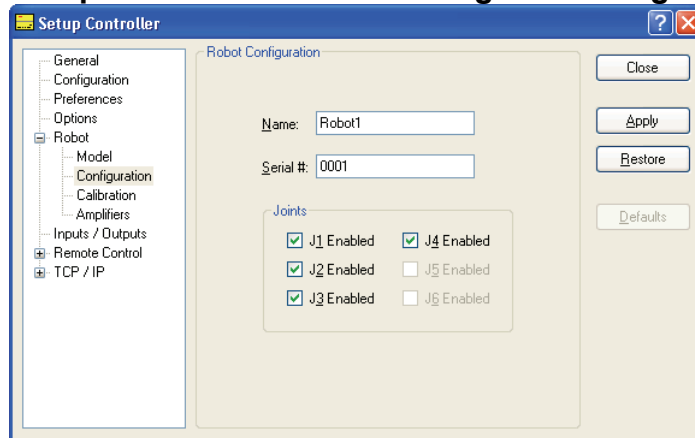 Setup Controller
General
Configuration
Preferences
Options
Robot
Model
Configuration
Calibration
Amplifiers
Inputs / Outputs
Remote Control
TCP / IP
Robot Configuration
Name: Robot1
Serial #: 0001
Joints
J1 Enabled J4 Enabled
J2 Enabled J5 Enabled
J3 Enabled J6 Enabled
Close
Apply
Restore
Defaults